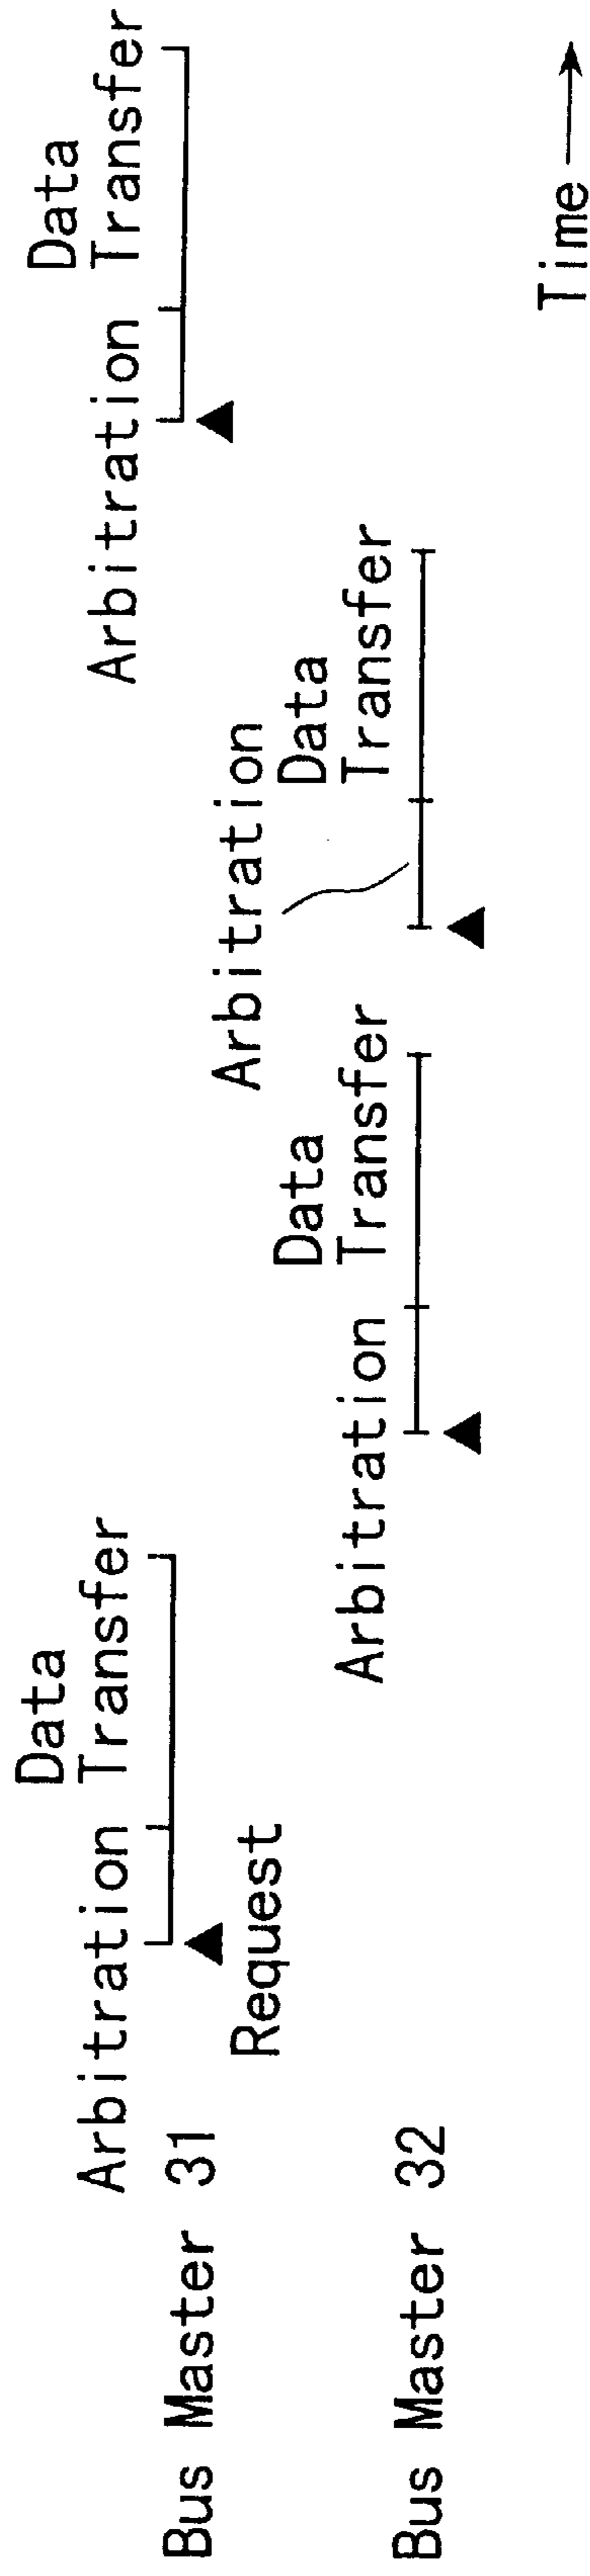 Arbitration
Data
Transfer
Arbitration
Data
Transfer
Bus Master 31
Request
Arbitration
Data
Transfer
Arbitration
Data
Transfer
Bus Master 32
Time